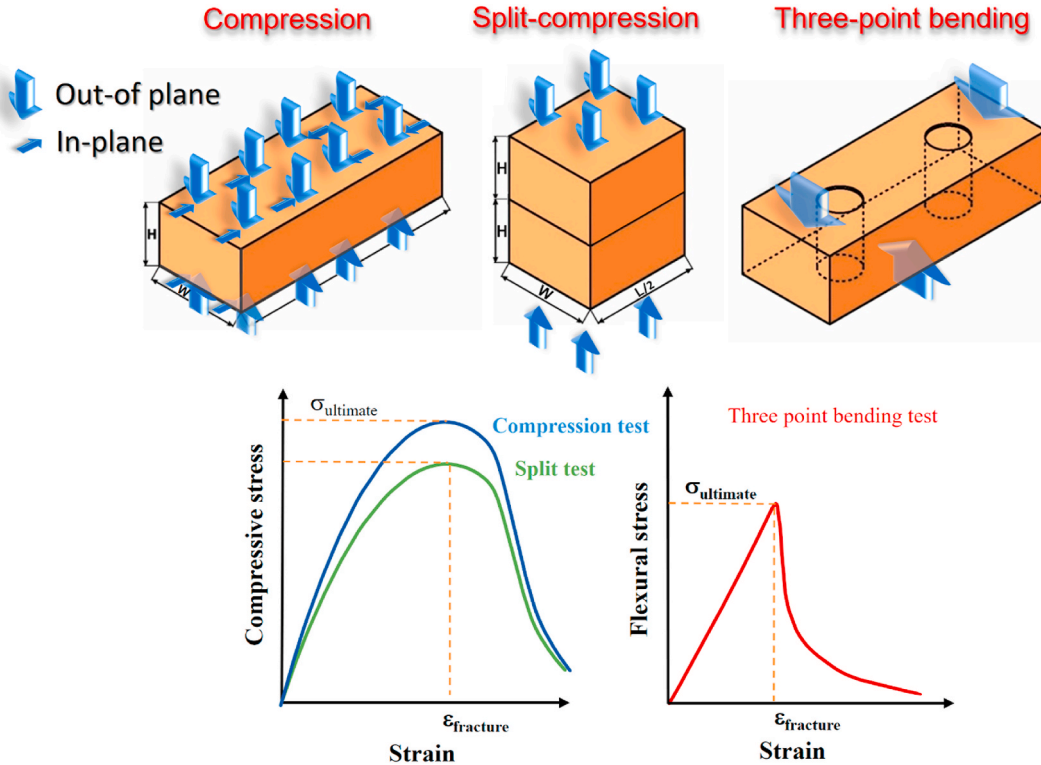 Compression
Split-compression
Three-point bending
Out-of plane
In-plane
H
W
H
H
W
L/2
σultimate
Compression test
Split test
Compressive stress
εfracture
Strain
Three point bending test
σultimate
Flexural stress
εfracture
Strain